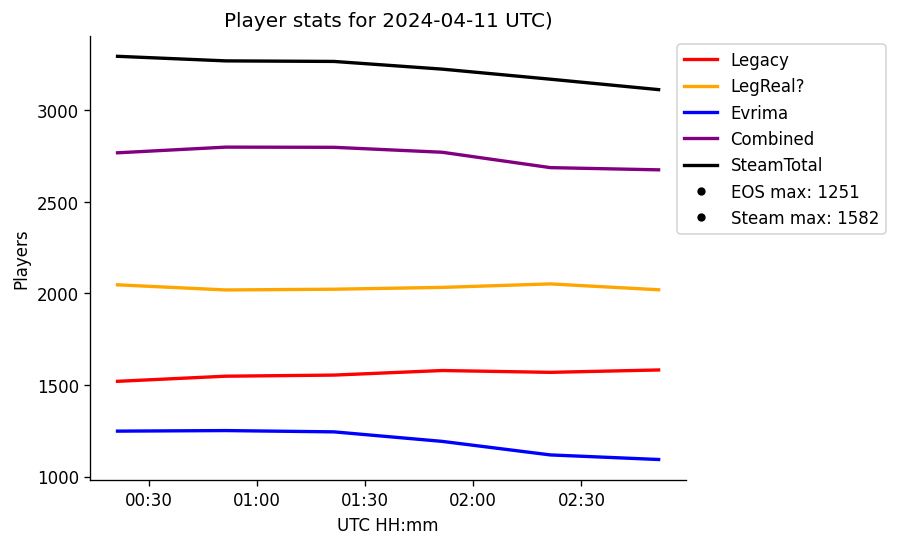 Player stats for 2024-04-11 UTC)
Legacy
LegReal?
Evrima
Combined
SteamTotal
EOS max: 1251
Steam max: 1582
Players
3000
2500
2000
1500
1000
00:30 01:00 01:30 02:00 02:30
UTC HH:mm